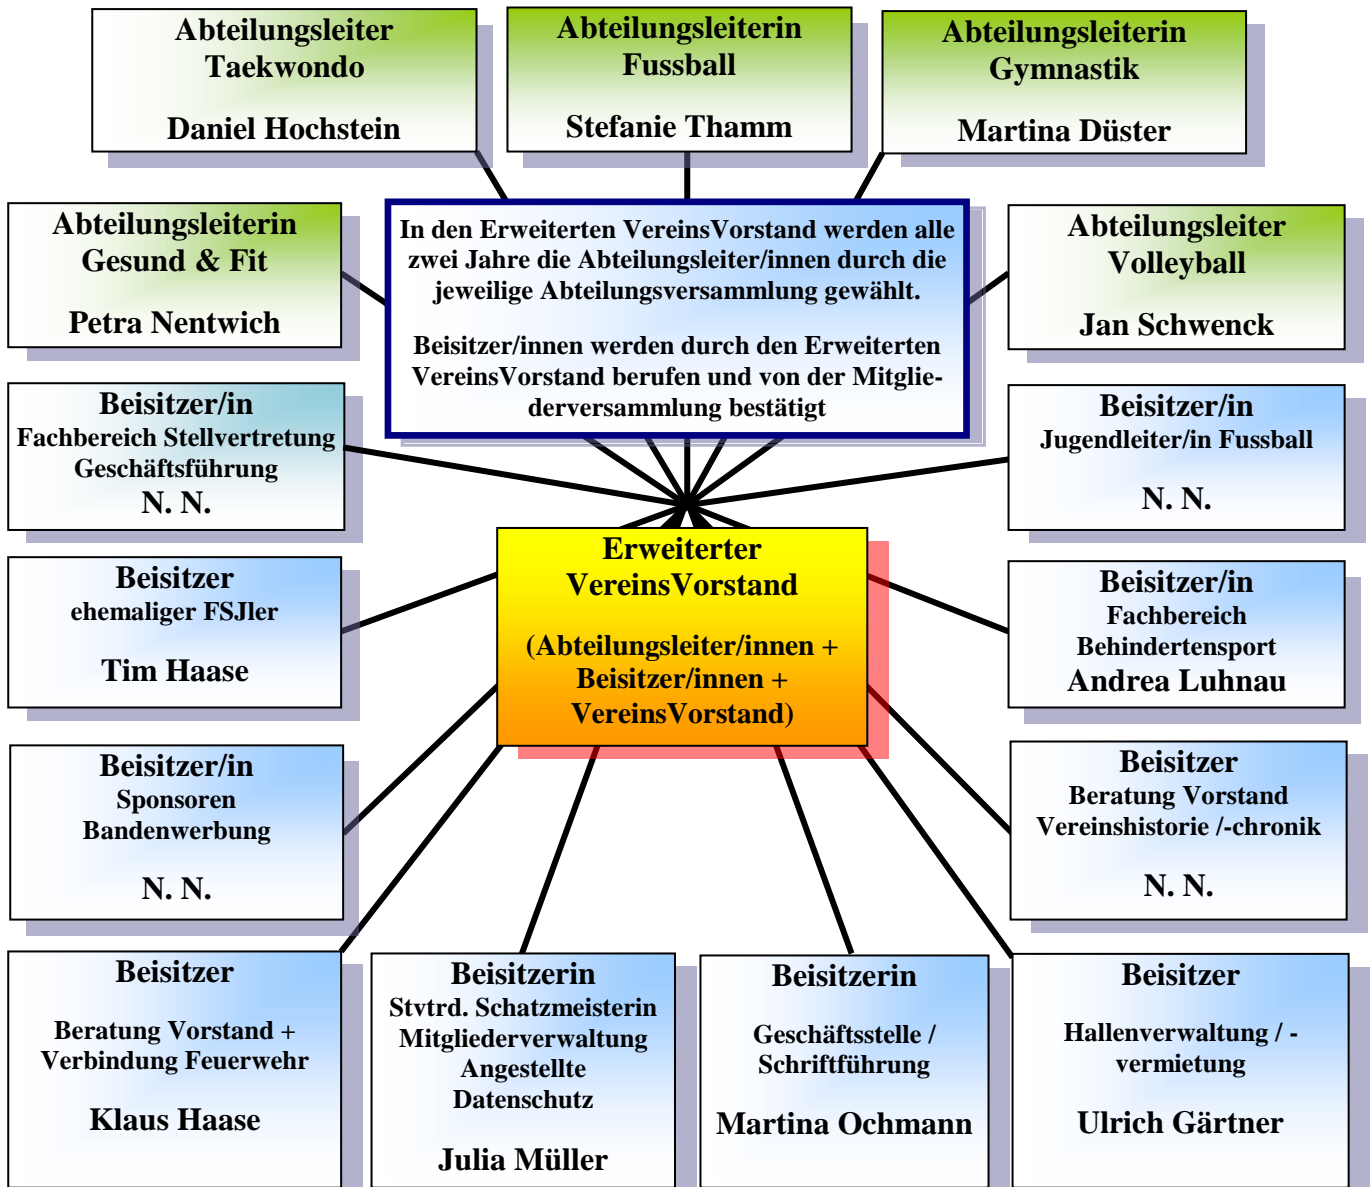 Abteilungsleiter
Taekwondo
Daniel Hochstein
Abteilungsleiterin
Fussball
Stefanie Thamm
Abteilungsleiterin
Gymnastik
Martina Düster
Abteilungsleiterin
Gesund & Fit
Petra Nentwich
In den Erweiterten VereinsVorstand werden alle
zwei Jahre die Abteilungsleiter/innen durch die
jeweilige Abteilungsversammlung gewählt.
Beisitzer/innen werden durch den Erweiterten
VereinsVorstand berufen und von der Mitglie-
derversammlung bestätigt
Abteilungsleiter
Volleyball
Jan Schwenck
Beisitzer/in
Fachbereich Stellvertretung
Geschäftsführung
N. N.
Beisitzer/in
Jugendleiter/in Fussball
N. N.
Erweiterter
VereinsVorstand
(Abteilungsleiter/innen +
Beisitzer/innen +
VereinsVorstand)
Beisitzer
ehemaliger FSJler
Tim Haase
Beisitzer/in
Fachbereich
Behindertensport
Andrea Luhnau
Beisitzer/in
Sponsoren
Bandenwerbung
N. N.
Beisitzer
Beratung Vorstand
Vereinshistorie /-chronik
N. N.
Beisitzer
Beratung Vorstand +
Verbindung Feuerwehr
Klaus Haase
Beisitzerin
Stvtrd. Schatzmeisterin
Mitgliederverwaltung
Angestellte
Datenschutz
Julia Müller
Beisitzerin
Geschäftsstelle /
Schriftführung
Martina Ochmann
Beisitzer
Hallenverwaltung / -
vermietung
Ulrich Gärtner